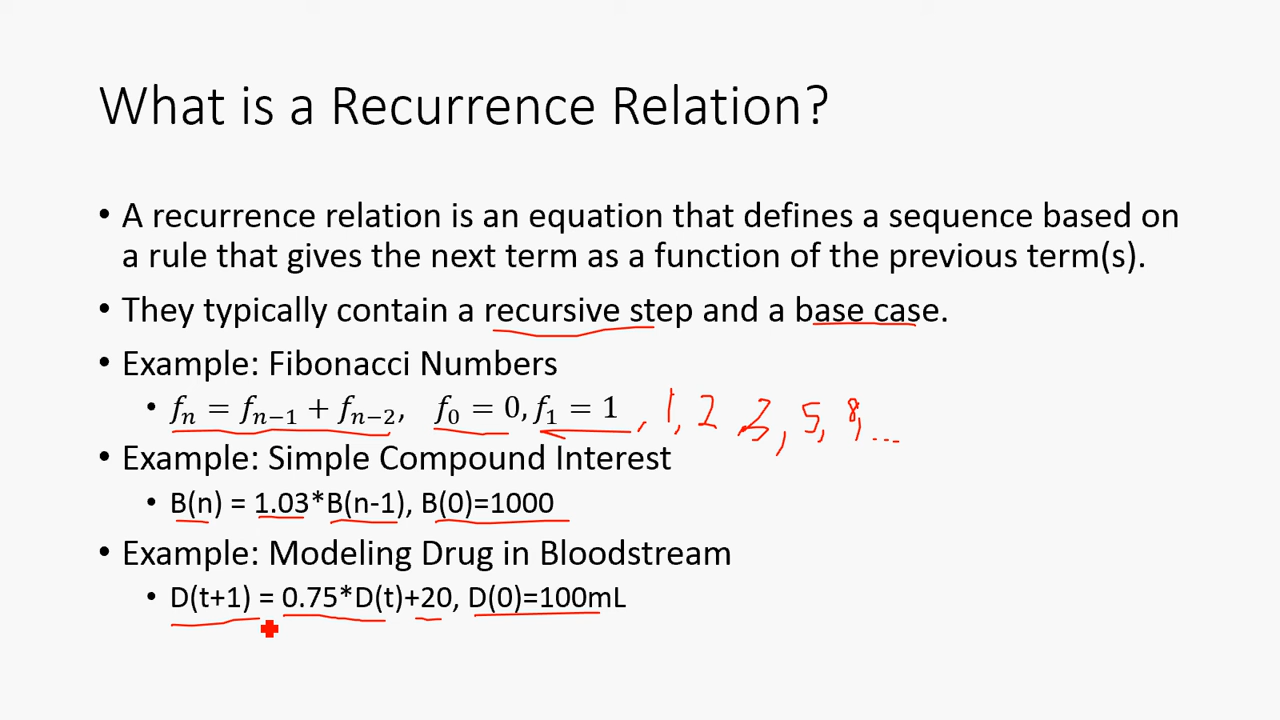 What is a Recurrence Relation?
• A recurrence relation is an equation that defines a sequence based on
a rule that gives the next term as a function of the previous term(s).
• They typically contain a recursive step and a base case.
• Example: Fibonacci Numbers
• fₙ = fₙ₋₁ + fₙ₋₂, f₀ = 0, f₁ = 1 , 1, 2 3, 5, 8, ...
• Example: Simple Compound Interest
• B(n) = 1.03*B(n-1), B(0)=1000
• Example: Modeling Drug in Bloodstream
• D(t+1) = 0.75*D(t)+20, D(0)=100mL